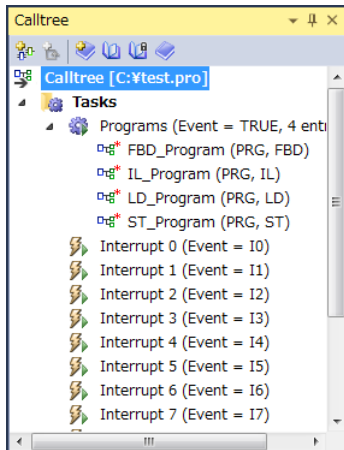 Calltree
Calltree [C:¥test.pro]
Tasks
Programs (Event = TRUE, 4 entr
FBD_Program (PRG, FBD)
IL_Program (PRG, IL)
LD_Program (PRG, LD)
ST_Program (PRG, ST)
Interrupt 0 (Event = I0)
Interrupt 1 (Event = I1)
Interrupt 2 (Event = I2)
Interrupt 3 (Event = I3)
Interrupt 4 (Event = I4)
Interrupt 5 (Event = I5)
Interrupt 6 (Event = I6)
Interrupt 7 (Event = I7)